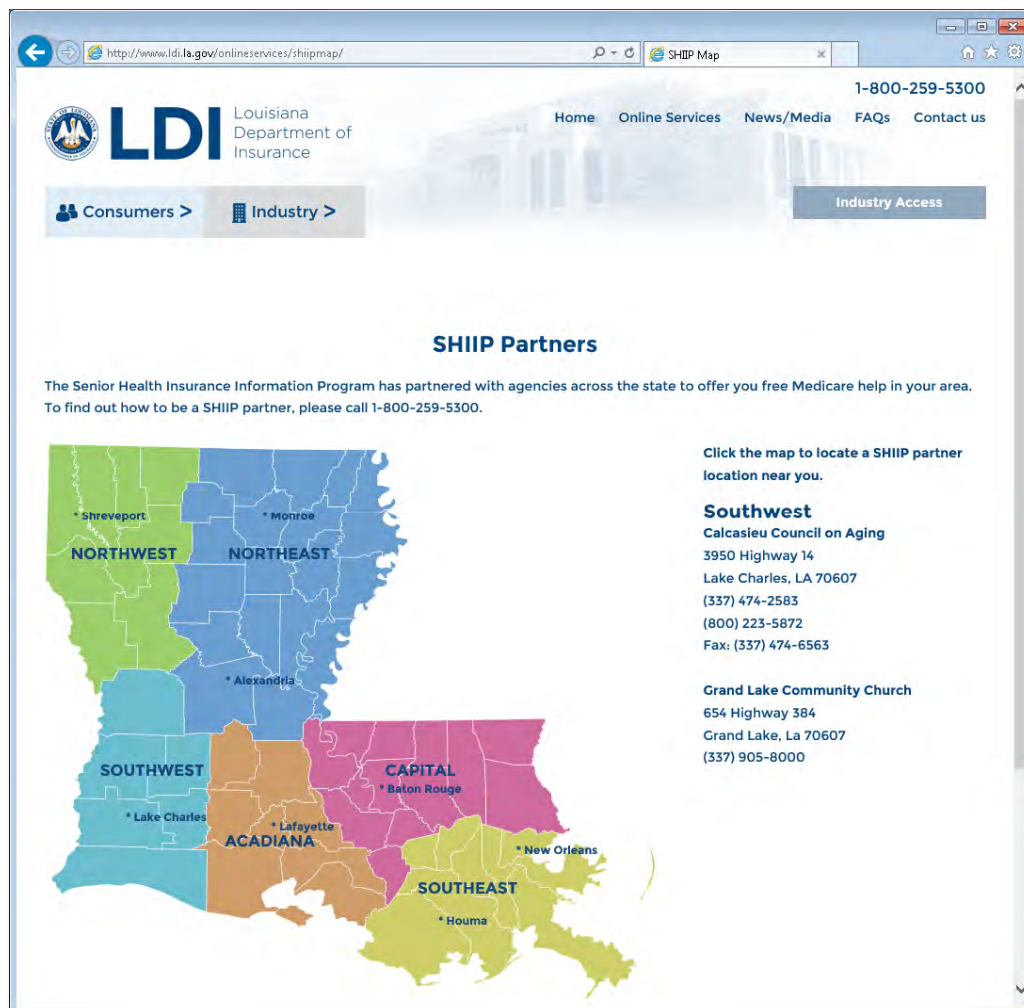 http://www.ldi.la.gov/onlineservices/shiipmap/
SHIIP Map
1-800-259-5300
LDI
Louisiana
Department of
Insurance
Home Online Services News/Media FAQs Contact us
Consumers > Industry >
Industry Access
SHIIP Partners
The Senior Health Insurance Information Program has partnered with agencies across the state to offer you free Medicare help in your area.
To find out how to be a SHIIP partner, please call 1-800-259-5300.
* Shreveport
* Monroe
NORTHWEST
NORTHEAST
* Alexandria
SOUTHWEST
CAPITAL
* Baton Rouge
* Lake Charles
* Lafayette
ACADIANA
* New Orleans
SOUTHEAST
* Houma
Click the map to locate a SHIIP partner
location near you.
Southwest
Calcasieu Council on Aging
3950 Highway 14
Lake Charles, LA 70607
(337) 474-2583
(800) 223-5872
Fax: (337) 474-6563
Grand Lake Community Church
654 Highway 384
Grand Lake, La 70607
(337) 905-8000